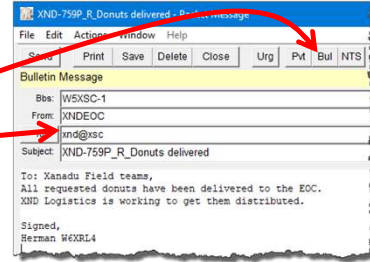 XND-759P_R_Donuts delivered - Packet Message
File Edit Actions Window Help
Send Print Save Delete Close Urg Pvt Bul NTS
Bulletin Message
Bbs: W5XSC-1
From: XNDEOC
xnd@xsc
Subject: XND-759P_R_Donuts delivered
To: Xanadu Field teams,
All requested donuts have been delivered to the EOC.
XND Logistics is working to get them distributed.
Signed,
Herman W6XRL4